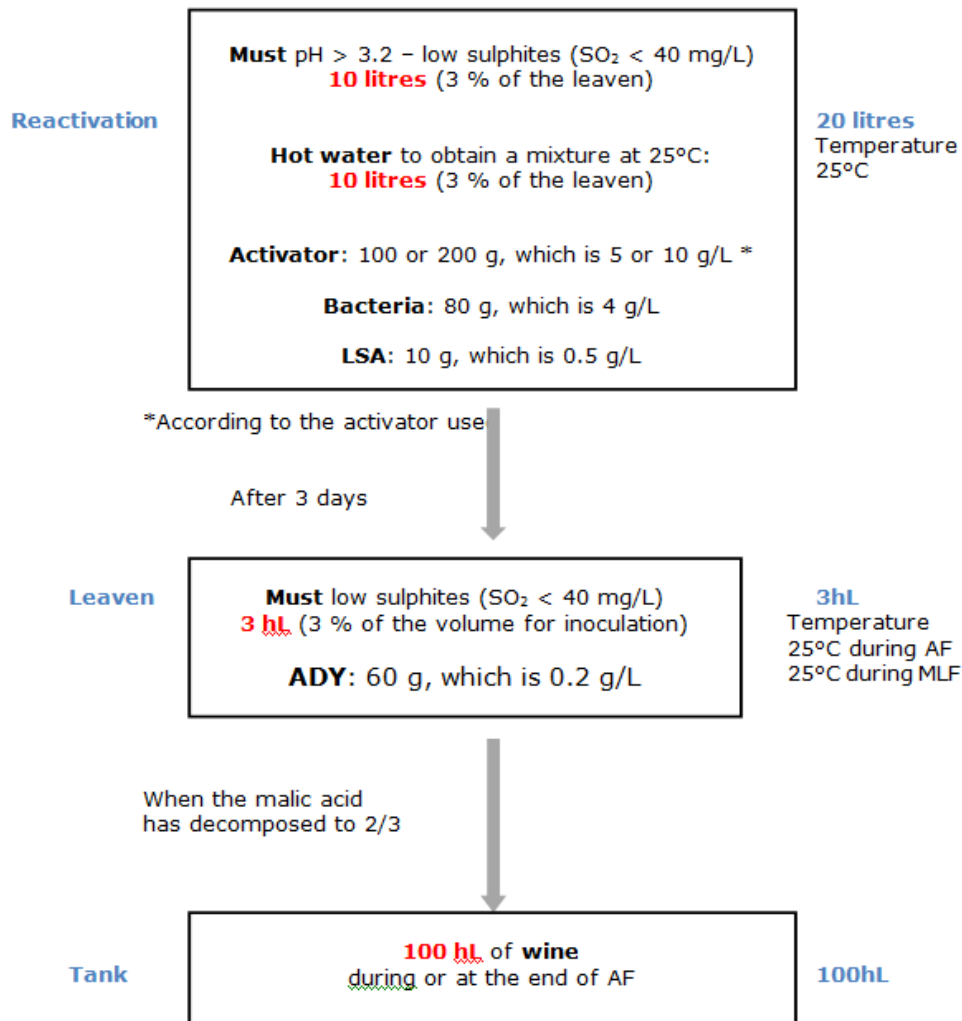 Must pH > 3.2 – low sulphites (SO₂ < 40 mg/L)
10 litres (3 % of the leaven)
Reactivation
20 litres
Temperature
25ºC
Hot water to obtain a mixture at 25ºC:
10 litres (3 % of the leaven)
Activator: 100 or 200 g, which is 5 or 10 g/L *
Bacteria: 80 g, which is 4 g/L
LSA: 10 g, which is 0.5 g/L
*According to the activator use
After 3 days
Leaven
Must low sulphites (SO₂ < 40 mg/L)
3 hL (3 % of the volume for inoculation)
ADY: 60 g, which is 0.2 g/L
3hL
Temperature
25ºC during AF
25ºC during MLF
When the malic acid
has decomposed to 2/3
Tank
100 hL of wine
during or at the end of AF
100hL